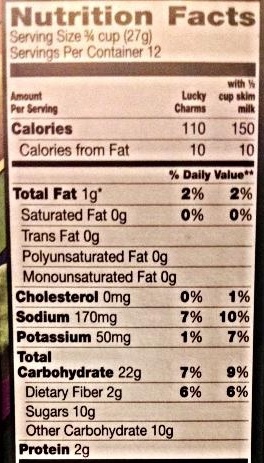 Nutrition Facts
Serving Size ¾ cup (27g)
Servings Per Container 12
Amount Per Serving Lucky Charms with ½ cup skim milk
Calories 110 150
Calories from Fat 10 10
% Daily Value**
Total Fat 1g* 2% 2%
Saturated Fat 0g 0% 0%
Trans Fat 0g
Polyunsaturated Fat 0g
Monounsaturated Fat 0g
Cholesterol 0mg 0% 1%
Sodium 170mg 7% 10%
Potassium 50mg 1% 7%
Total
Carbohydrate 22g 7% 9%
Dietary Fiber 2g 6% 6%
Sugars 10g
Other Carbohydrate 10g
Protein 2g